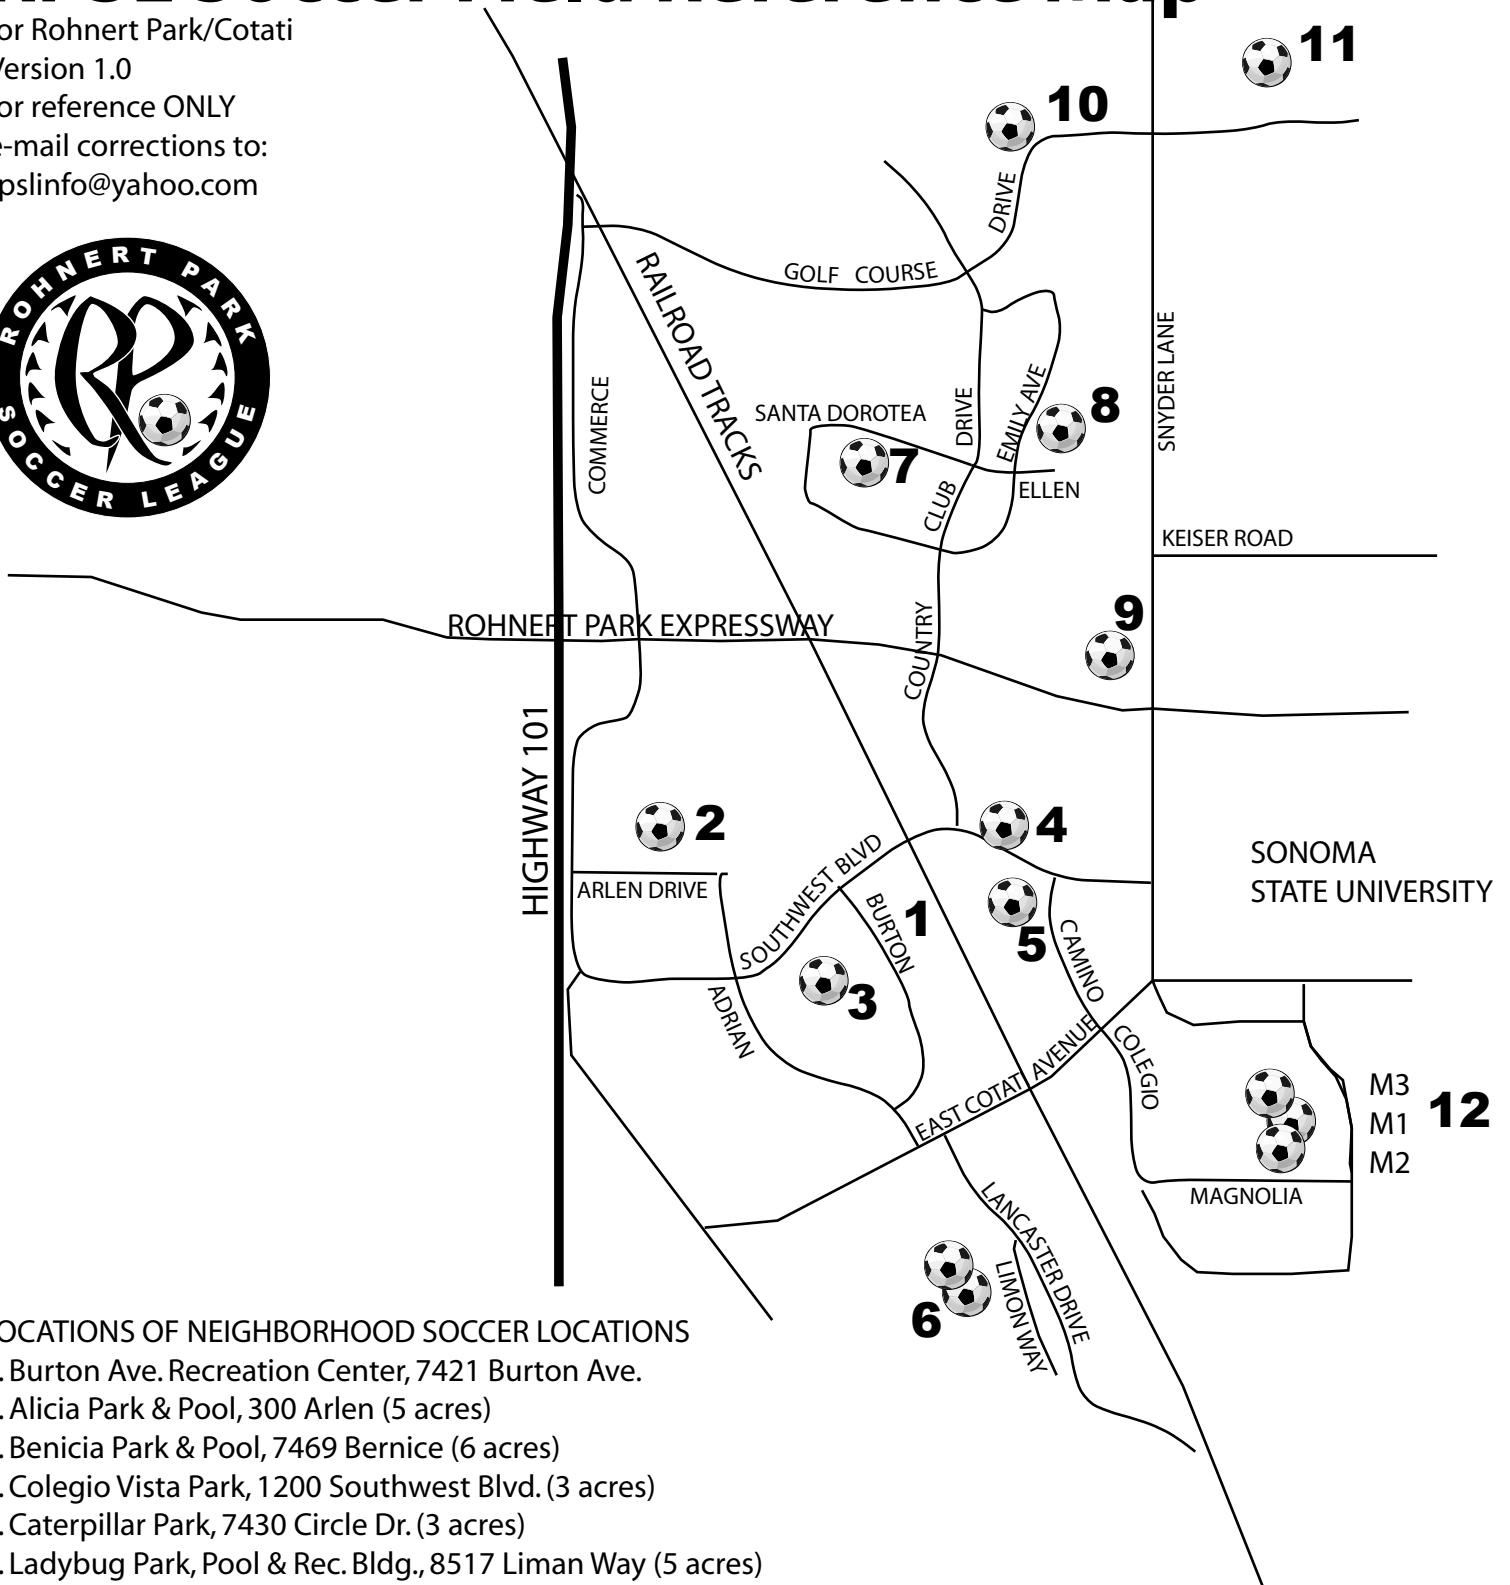 Soccer Field Reference Map
or Rohnert Park/Cotati
Version 1.0
or reference ONLY
e-mail corrections to:
pslinfo@yahoo.com
ROHNERT PARK
SOCCER LEAGUE
RP
11
10
DRIVE
GOLF COURSE
RAILROAD TRACKS
SNYDER LANE
COMMERCE
SANTA DOROTEA
DRIVE
EMILY AVE
8
7
ELLEN
CLUB
KEISER ROAD
9
ROHNERT PARK EXPRESSWAY
COUNTRY
HIGHWAY 101
2
4
SONOMA
STATE UNIVERSITY
ARLEN DRIVE
SOUTHWEST BLVD
BURTON
1
5
CAMINO
3
ADRIAN
EAST COTATI AVENUE
COLEGIO
M3
M1
M2
12
MAGNOLIA
LANCASTER DRIVE
LIMON WAY
6
OCATIONS OF NEIGHBORHOOD SOCCER LOCATIONS
. Burton Ave. Recreation Center, 7421 Burton Ave.
. Alicia Park & Pool, 300 Arlen (5 acres)
. Benicia Park & Pool, 7469 Bernice (6 acres)
. Colegio Vista Park, 1200 Southwest Blvd. (3 acres)
. Caterpillar Park, 7430 Circle Dr. (3 acres)
. Ladybug Park, Pool & Rec. Bldg., 8517 Liman Way (5 acres)